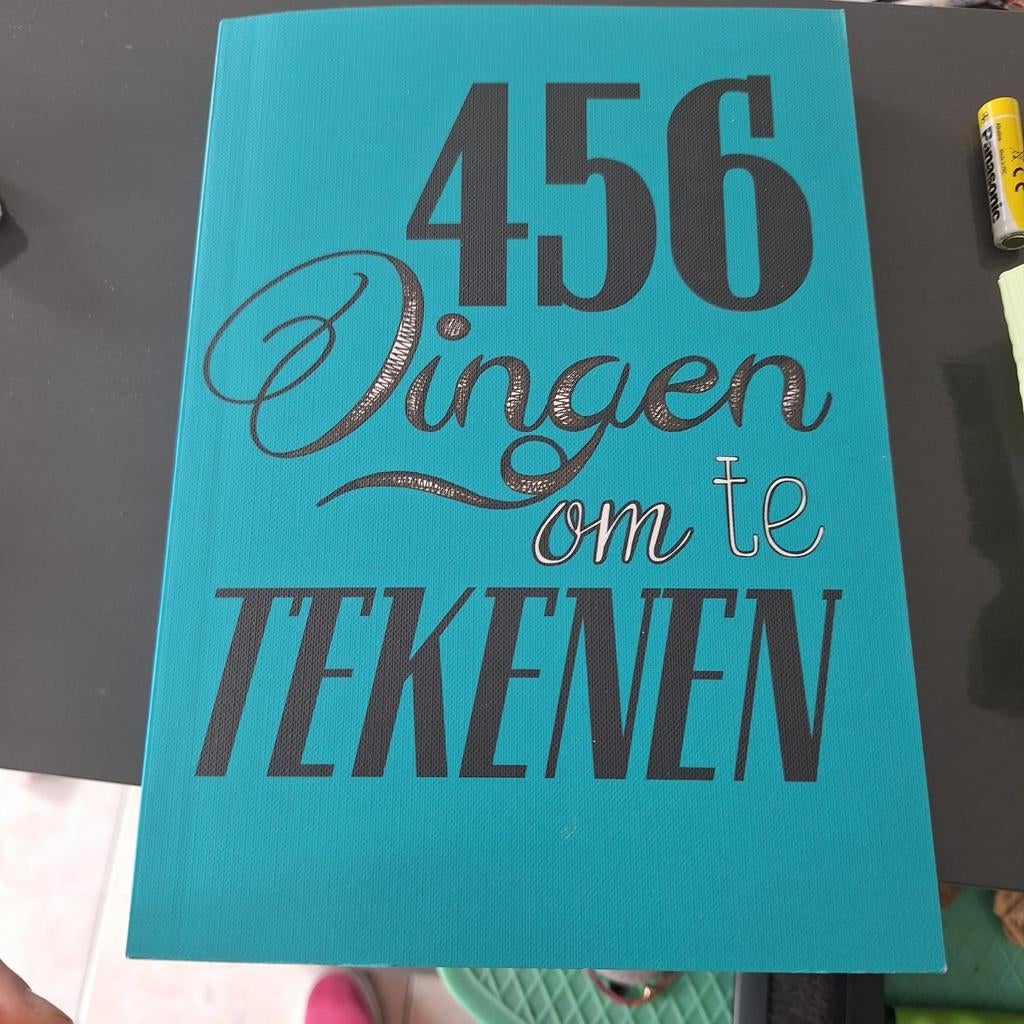 456
Dingen
om te
TEKENEN
Panasonic